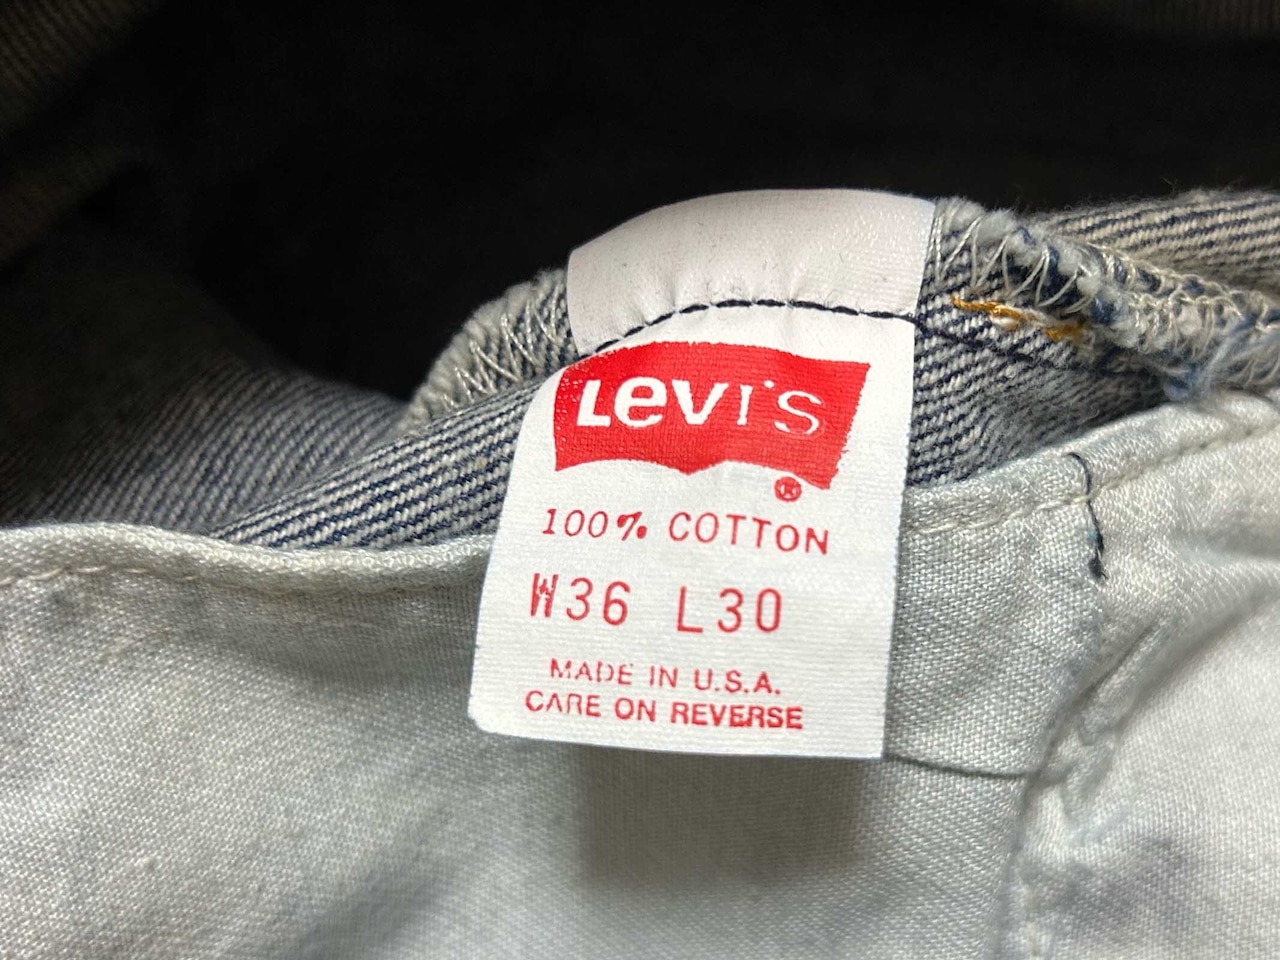 Levi's
®
100% COTTON
W36 L30
MADE IN U.S.A.
CARE ON REVERSE